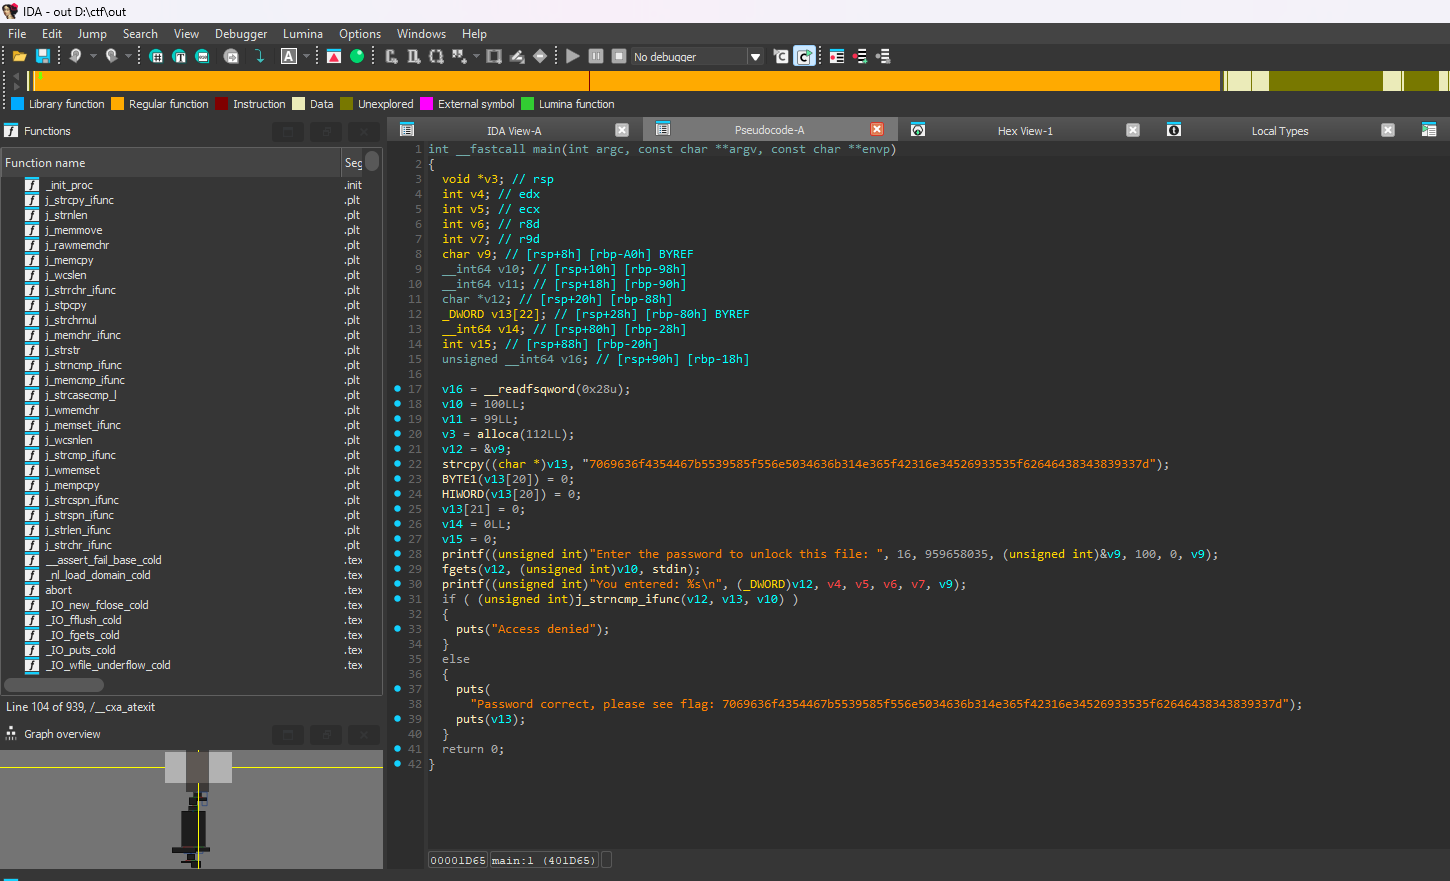 IDA - out D:\ctf\out
File Edit Jump Search View Debugger Lumina Options Windows Help
No debugger
Library function Regular function Instruction Data Unexplored External symbol Lumina function
Functions
Function name Seg
_init_proc .init
j_strcpy_ifunc .plt
j_strnlen .plt
j_memmove .plt
j_rawmemchr .plt
j_memcpy .plt
j_wcslen .plt
j_strrchr_ifunc .plt
j_stpcpy .plt
j_strchrnul .plt
j_memchr_ifunc .plt
j_strstr .plt
j_strncmp_ifunc .plt
j_memcmp_ifunc .plt
j_strcasecmp_l .plt
j_wmemchr .plt
j_memset_ifunc .plt
j_wcsnlen .plt
j_strcmp_ifunc .plt
j_wmemset .plt
j_mempcpy .plt
j_strcspn_ifunc .plt
j_strspn_ifunc .plt
j_strlen_ifunc .plt
j_strchr_ifunc .plt
__assert_fail_base_cold .tex
_nl_load_domain_cold .tex
abort .tex
_IO_new_fclose_cold .tex
_IO_fflush_cold .tex
_IO_fgets_cold .tex
_IO_puts_cold .tex
_IO_wfile_underflow_cold .tex
Line 104 of 939, /__cxa_atexit
Graph overview
IDA View-A Pseudocode-A Hex View-1 Local Types
1 int __fastcall main(int argc, const char **argv, const char **envp)
2 {
3 void *v3; // rsp
4 int v4; // edx
5 int v5; // ecx
6 int v6; // r8d
7 int v7; // r9d
8 char v9; // [rsp+8h] [rbp-A0h] BYREF
9 __int64 v10; // [rsp+10h] [rbp-98h]
10 __int64 v11; // [rsp+18h] [rbp-90h]
11 char *v12; // [rsp+20h] [rbp-88h]
12 _DWORD v13[22]; // [rsp+28h] [rbp-80h] BYREF
13 __int64 v14; // [rsp+80h] [rbp-28h]
14 int v15; // [rsp+88h] [rbp-20h]
15 unsigned __int64 v16; // [rsp+90h] [rbp-18h]
16
17 v16 = __readfsqword(0x28u);
18 v10 = 100LL;
19 v11 = 99LL;
20 v3 = alloca(112LL);
21 v12 = &v9;
22 strcpy((char *)v13, "7069636f4354467b5539585f556e5034636b314e365f42316e34526933535f62646438343839337d");
23 BYTE1(v13[20]) = 0;
24 HIWORD(v13[20]) = 0;
25 v13[21] = 0;
26 v14 = 0LL;
27 v15 = 0;
28 printf((unsigned int)"Enter the password to unlock this file: ", 16, 959658035, (unsigned int)&v9, 100, 0, v9);
29 fgets(v12, (unsigned int)v10, stdin);
30 printf((unsigned int)"You entered: %s\n", (_DWORD)v12, v4, v5, v6, v7, v9);
31 if ( (unsigned int)j_strncmp_ifunc(v12, v13, v10) )
32 {
33 puts("Access denied");
34 }
35 else
36 {
37 puts(
38 "Password correct, please see flag: 7069636f4354467b5539585f556e5034636b314e365f42316e34526933535f62646438343839337d");
39 puts(v13);
40 }
41 return 0;
42 }
00001D65 main:1 (401D65)